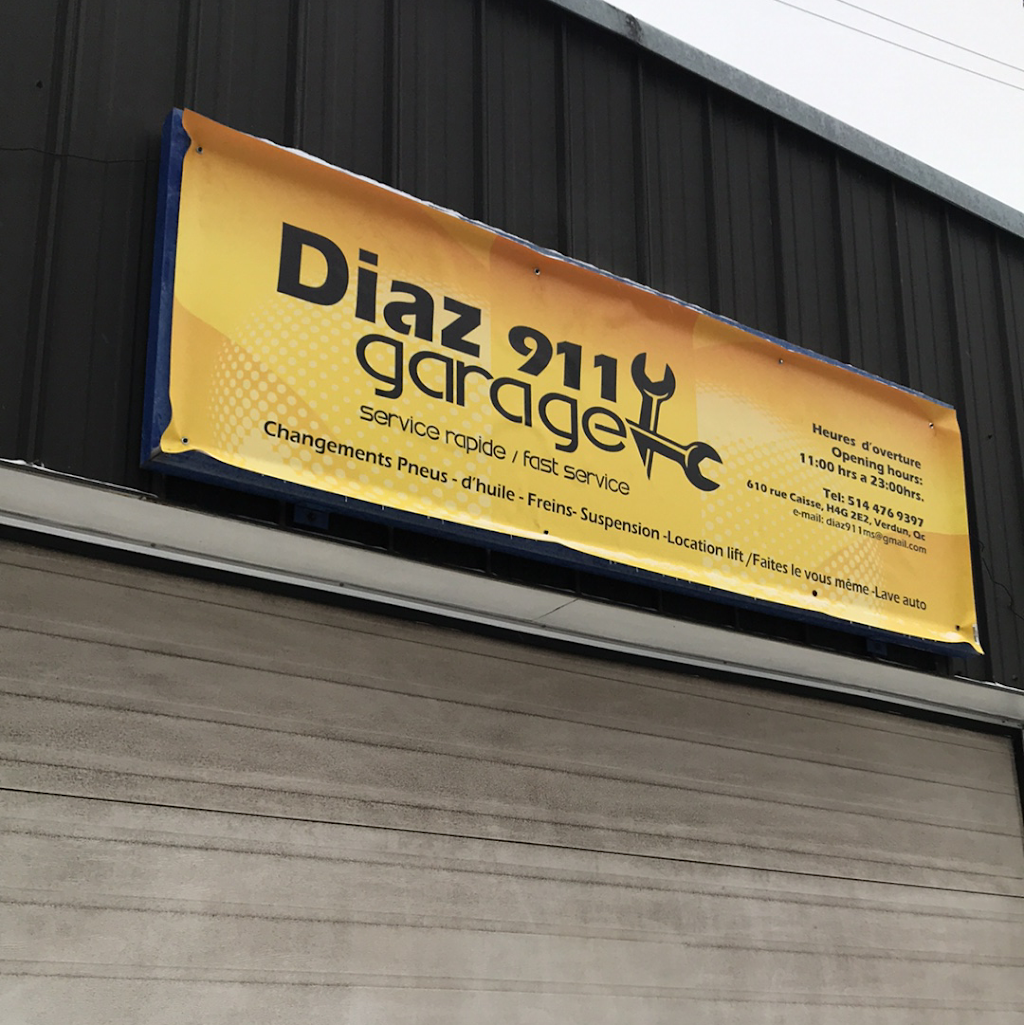 Diaz 911
garage
service rapide / fast service
Changements Pneus - d'huile - Freins- Suspension -Location lift /Faites le vous même -Lave auto
Heures d'overture
Opening hours:
11:00 hrs a 23:00hrs.
Tel: 514 476 9397
610 rue Caisse, H4G 2E2, Verdun, Qc
e-mail: diaz911ms@gmail.com